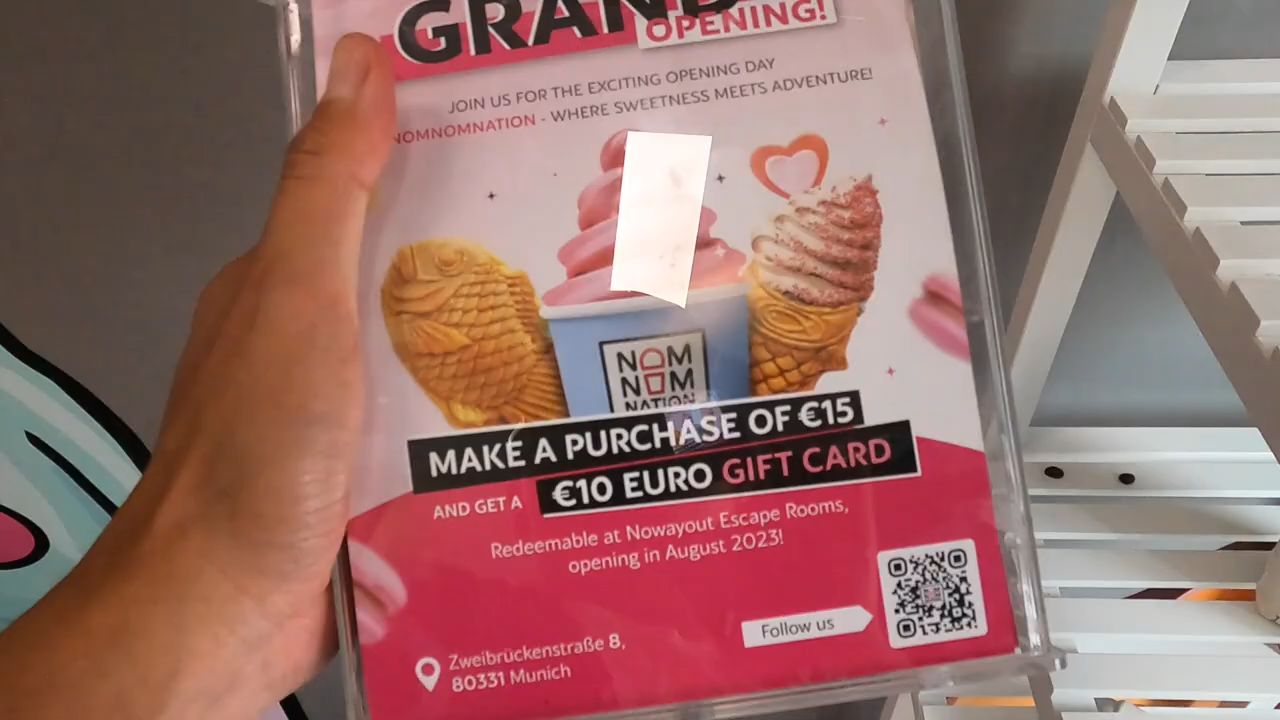 GRAND
OPENING!
JOIN US FOR THE EXCITING OPENING DAY
NOMNOMNATION - WHERE SWEETNESS MEETS ADVENTURE!
NOM
NOM
NATION
MAKE A PURCHASE OF €15
AND GET A €10 EURO GIFT CARD
Redeemable at Nowayout Escape Rooms,
opening in August 2023!
Follow us
Zweibrückenstraße 8,
80331 Munich